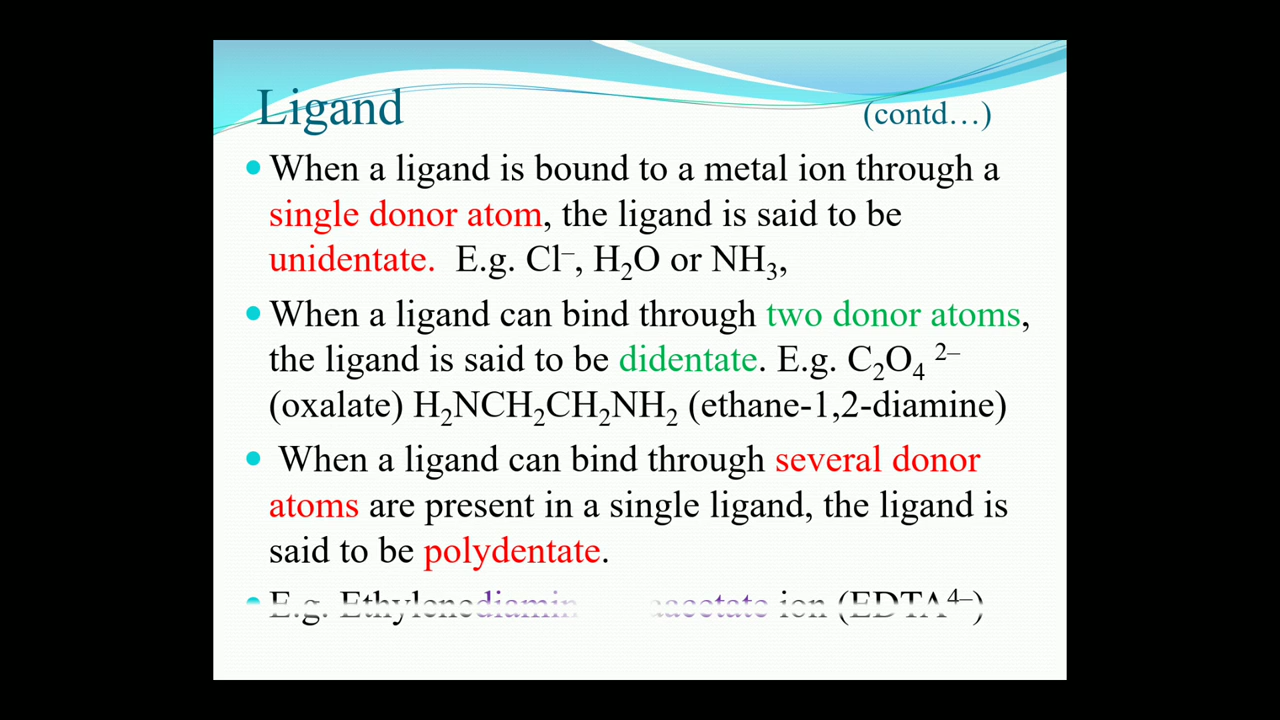 Ligand (contd…)
• When a ligand is bound to a metal ion through a
single donor atom, the ligand is said to be
unidentate. E.g. Cl⁻, H₂O or NH₃,
• When a ligand can bind through two donor atoms,
the ligand is said to be didentate. E.g. C₂O₄ ²⁻
(oxalate) H₂NCH₂CH₂NH₂ (ethane-1,2-diamine)
• When a ligand can bind through several donor
atoms are present in a single ligand, the ligand is
said to be polydentate.
• E.g. ion (EDTA⁴⁻)